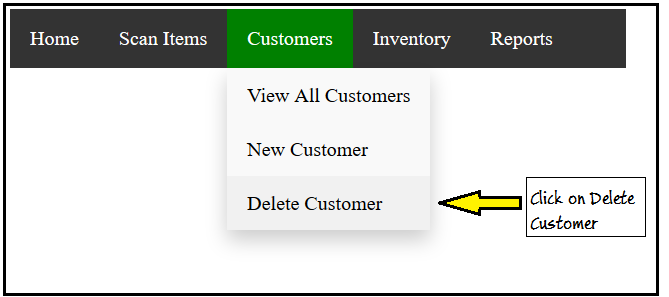 Home Scan Items Customers Inventory Reports
View All Customers
New Customer
Delete Customer
Click on Delete
Customer